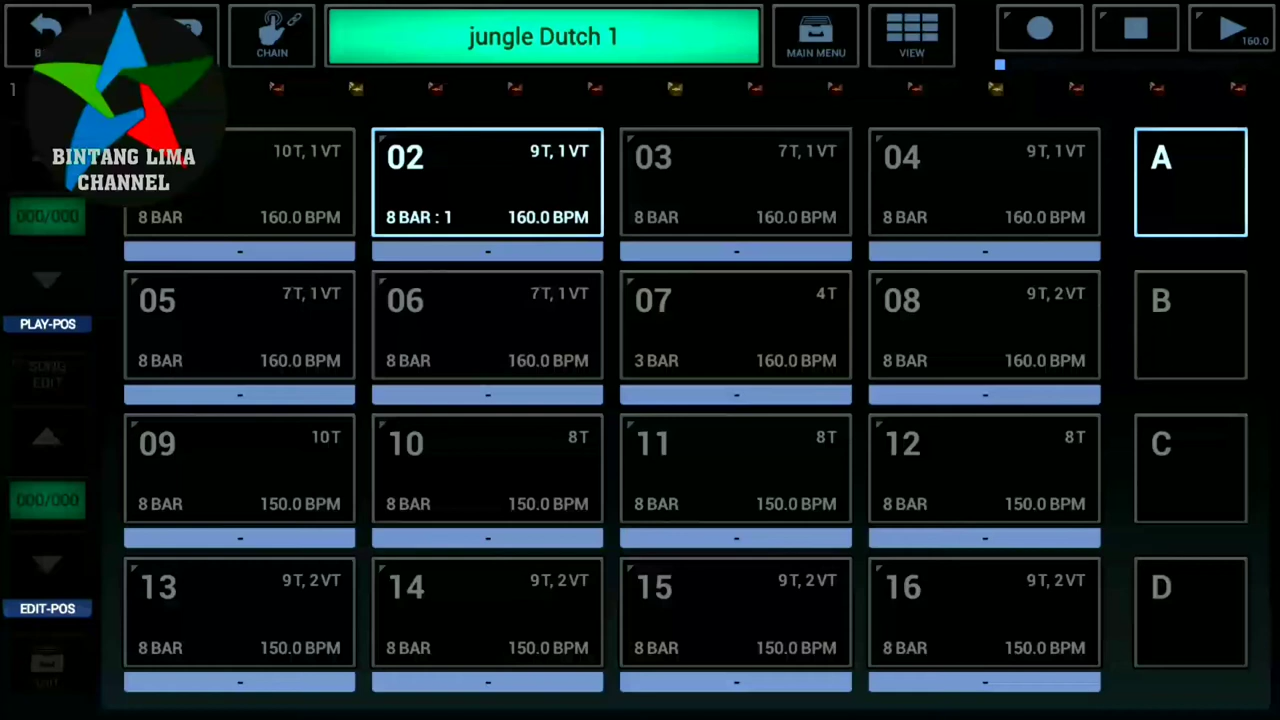 CHAIN
jungle Dutch 1
MAIN MENU
VIEW
160.0
1
BINTANG LIMA
CHANNEL
10T, 1VT
8 BAR 160.0 BPM
-
02 9T, 1VT
8 BAR : 1 160.0 BPM
-
03 7T, 1VT
8 BAR 160.0 BPM
-
04 9T, 1VT
8 BAR 160.0 BPM
-
A
000/000
05 7T, 1VT
8 BAR 160.0 BPM
-
06 7T, 1VT
8 BAR 160.0 BPM
-
07 4T
3 BAR 160.0 BPM
-
08 9T, 2VT
8 BAR 160.0 BPM
-
B
PLAY-POS
SONG
EDIT
09 10T
8 BAR 150.0 BPM
-
10 8T
8 BAR 150.0 BPM
-
11 8T
8 BAR 150.0 BPM
-
12 8T
8 BAR 150.0 BPM
-
C
000/000
13 9T, 2VT
8 BAR 150.0 BPM
-
14 9T, 2VT
8 BAR 150.0 BPM
-
15 9T, 2VT
8 BAR 150.0 BPM
-
16 9T, 2VT
8 BAR 150.0 BPM
-
D
EDIT-POS